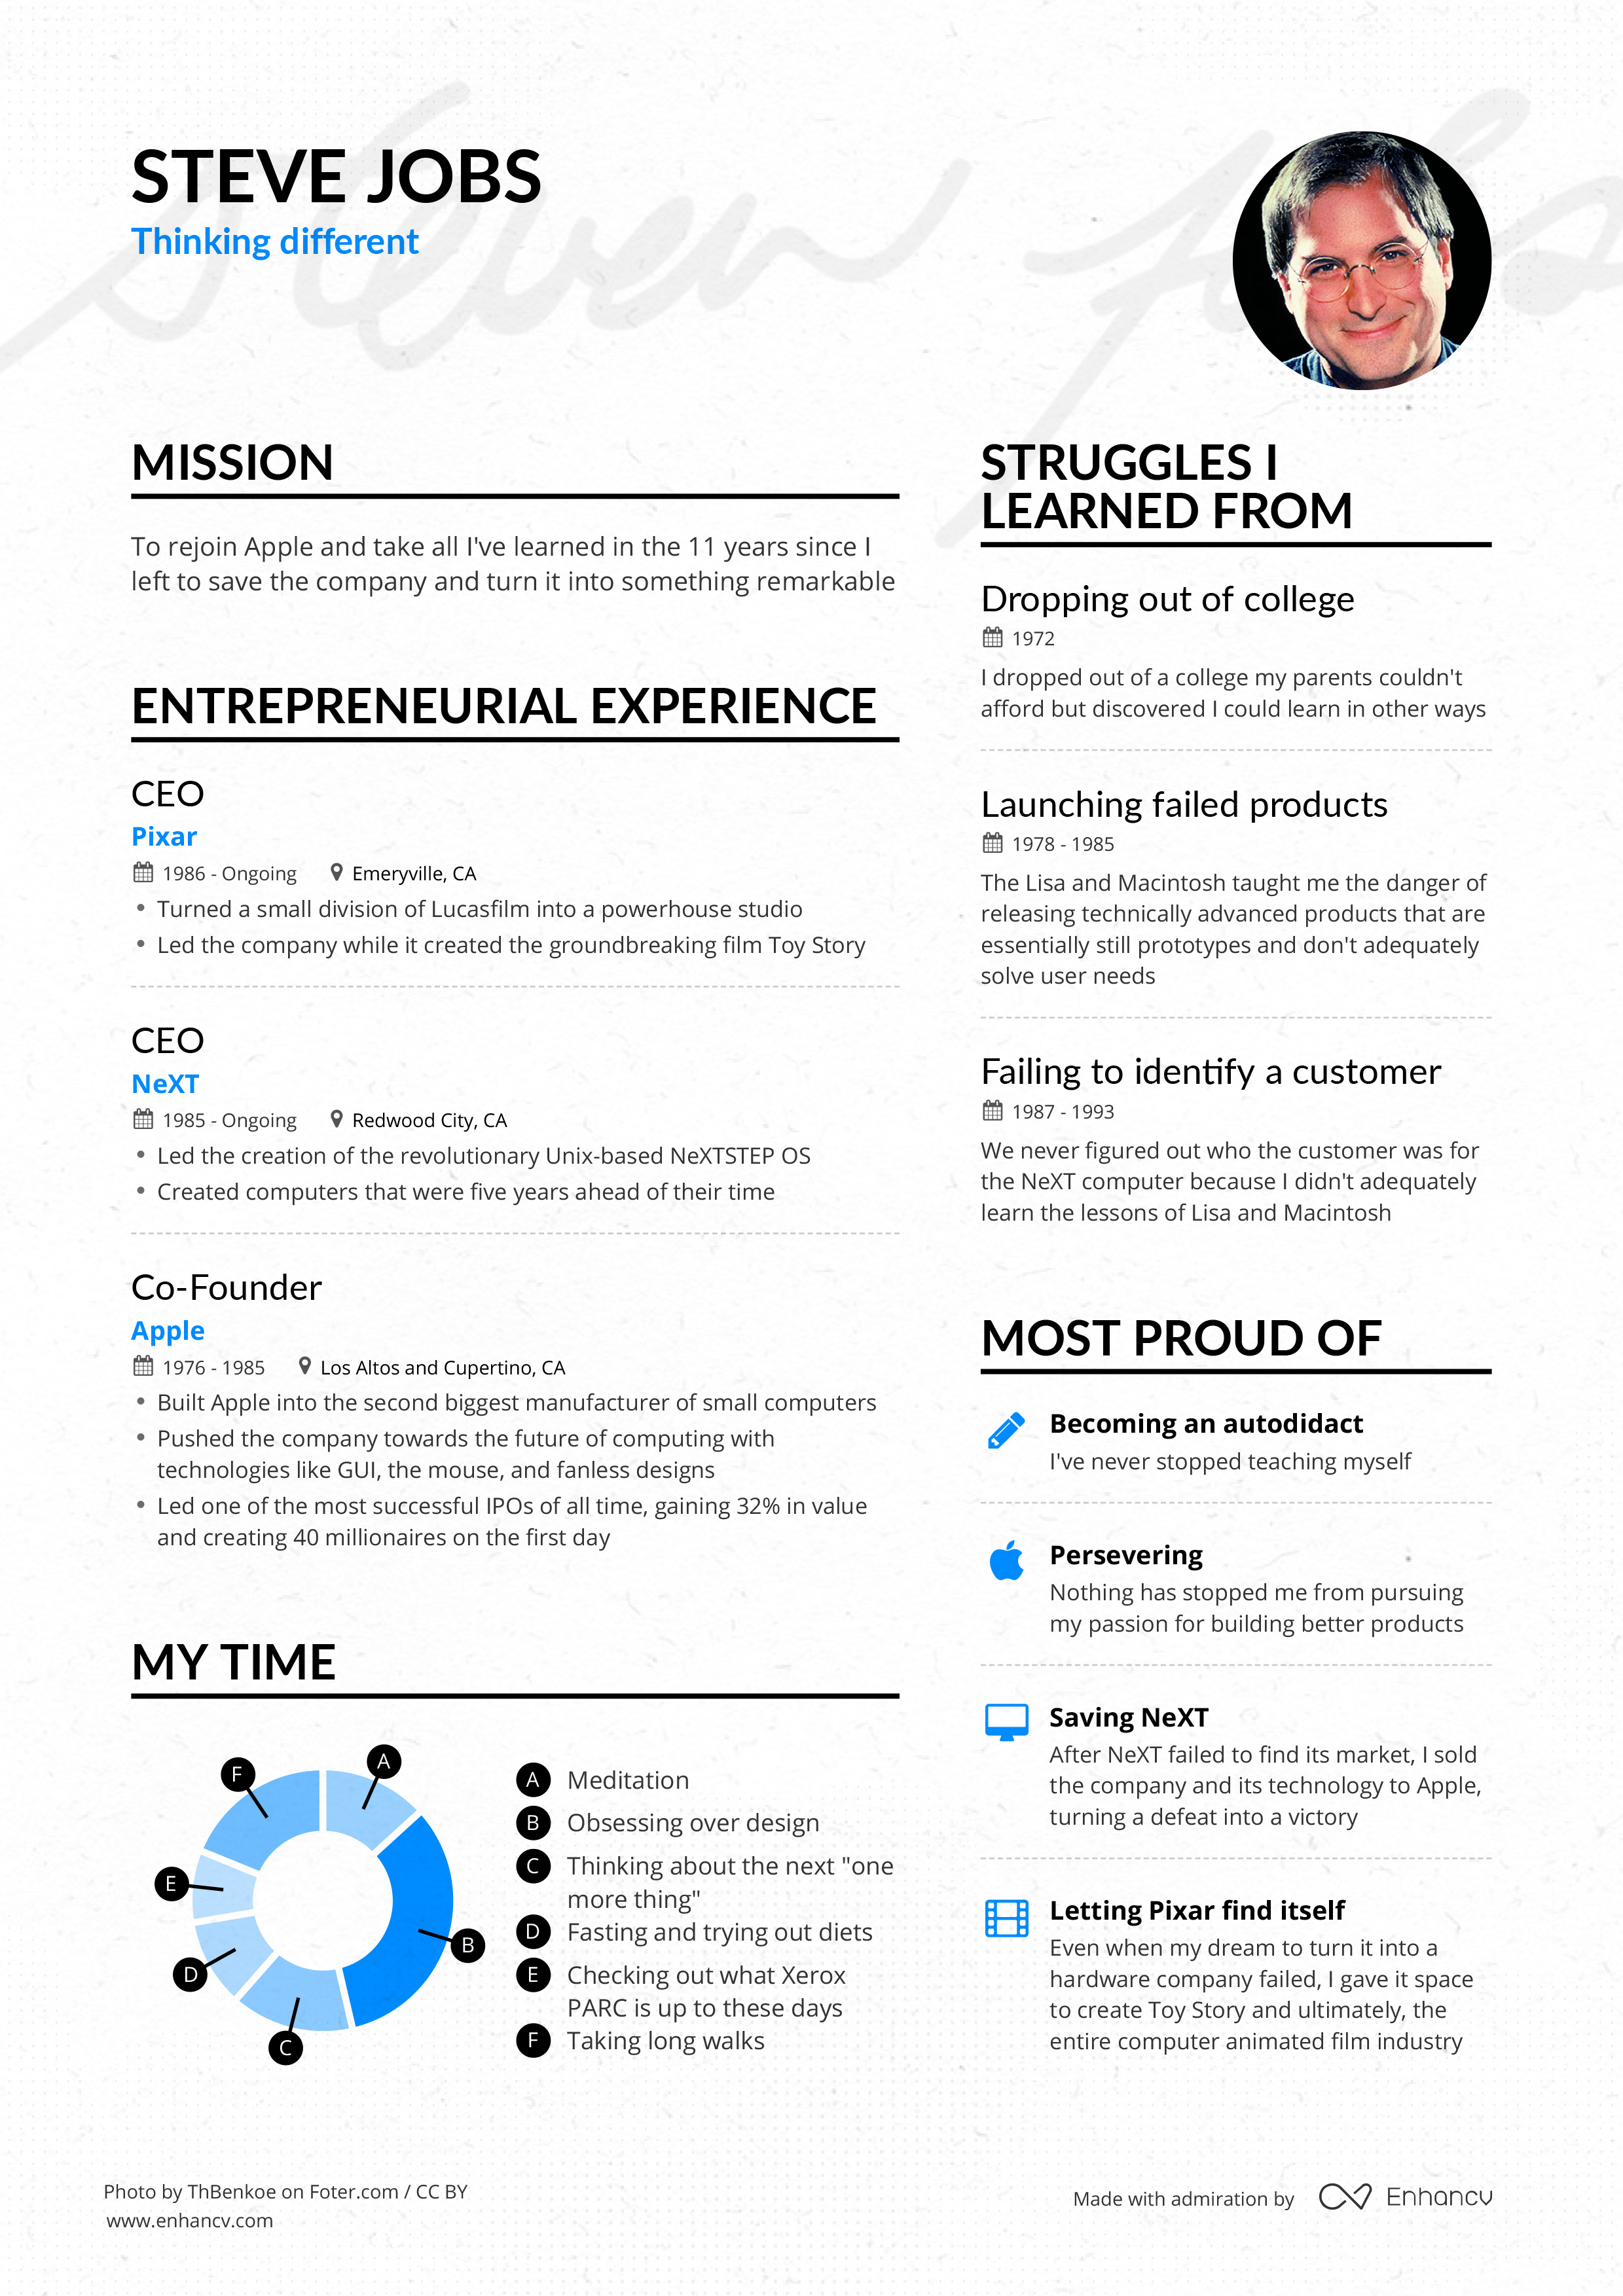 STEVE JOBS
Thinking different
Steven Jobs
MISSION
To rejoin Apple and take all I've learned in the 11 years since I
left to save the company and turn it into something remarkable
ENTREPRENEURIAL EXPERIENCE
CEO
Pixar
1986 - Ongoing Emeryville, CA
• Turned a small division of Lucasfilm into a powerhouse studio
• Led the company while it created the groundbreaking film Toy Story
CEO
NeXT
1985 - Ongoing Redwood City, CA
• Led the creation of the revolutionary Unix-based NeXTSTEP OS
• Created computers that were five years ahead of their time
Co-Founder
Apple
1976 - 1985 Los Altos and Cupertino, CA
• Built Apple into the second biggest manufacturer of small computers
• Pushed the company towards the future of computing with
technologies like GUI, the mouse, and fanless designs
• Led one of the most successful IPOs of all time, gaining 32% in value
and creating 40 millionaires on the first day
MY TIME
A
B
C
D
E
F
A Meditation
B Obsessing over design
C Thinking about the next "one
more thing"
D Fasting and trying out diets
E Checking out what Xerox
PARC is up to these days
F Taking long walks
STRUGGLES I
LEARNED FROM
Dropping out of college
1972
I dropped out of a college my parents couldn't
afford but discovered I could learn in other ways
Launching failed products
1978 - 1985
The Lisa and Macintosh taught me the danger of
releasing technically advanced products that are
essentially still prototypes and don't adequately
solve user needs
Failing to identify a customer
1987 - 1993
We never figured out who the customer was for
the NeXT computer because I didn't adequately
learn the lessons of Lisa and Macintosh
MOST PROUD OF
Becoming an autodidact
I've never stopped teaching myself
Persevering
Nothing has stopped me from pursuing
my passion for building better products
Saving NeXT
After NeXT failed to find its market, I sold
the company and its technology to Apple,
turning a defeat into a victory
Letting Pixar find itself
Even when my dream to turn it into a
hardware company failed, I gave it space
to create Toy Story and ultimately, the
entire computer animated film industry
Photo by ThBenkoe on Foter.com / CC BY
www.enhancv.com
Made with admiration by Enhancv